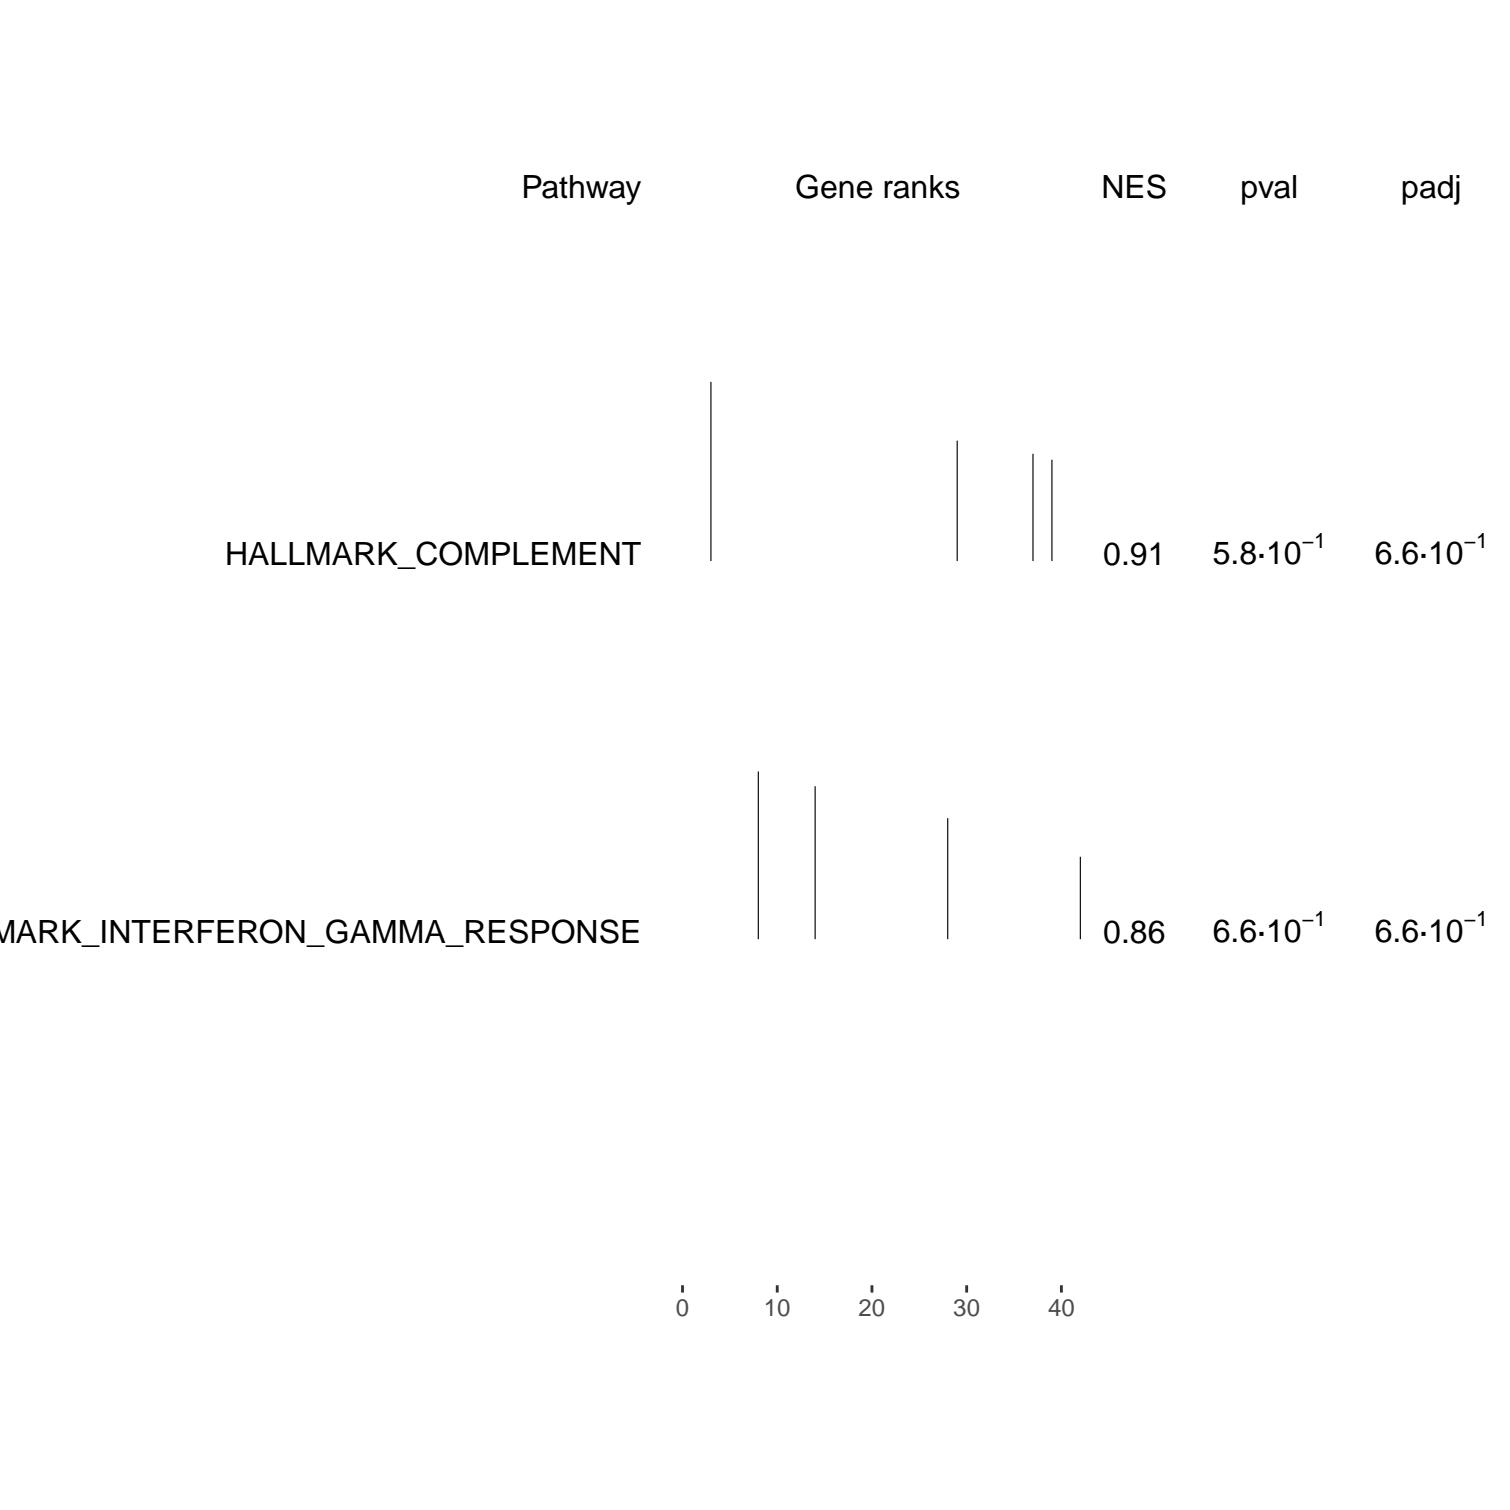 Pathway Gene ranks NES pval padj
HALLMARK_COMPLEMENT 0.91 5.8·10⁻¹ 6.6·10⁻¹
MARK_INTERFERON_GAMMA_RESPONSE 0.86 6.6·10⁻¹ 6.6·10⁻¹
0 10 20 30 40